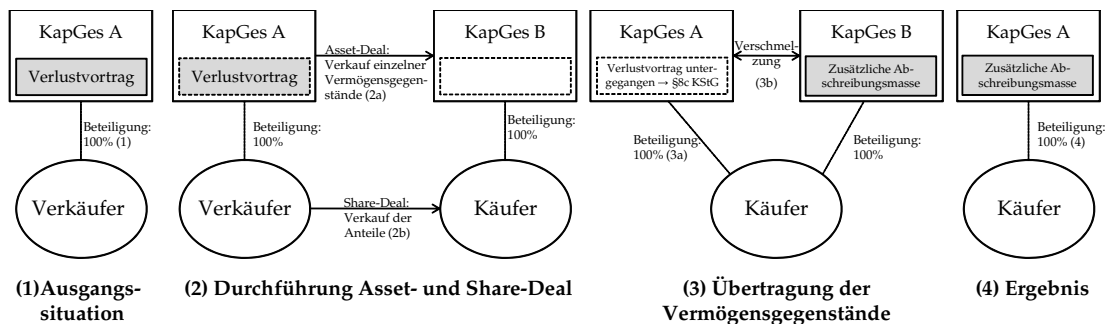 KapGes A
Verlustvortrag
Beteiligung:
100% (1)
Verkäufer
(1)Ausgangs-
situation
KapGes A
Verlustvortrag
Asset-Deal:
Verkauf einzelner
Vermögensgegen-
stände (2a)
KapGes B
Beteiligung:
100%
Beteiligung:
100%
Verkäufer
Share-Deal:
Verkauf der
Anteile (2b)
Käufer
(2) Durchführung Asset- und Share-Deal
KapGes A
Verlustvortrag unter-
gegangen → §8c KStG
Verschmel-
zung
(3b)
KapGes B
Zusätzliche Ab-
schreibungsmasse
Beteiligung:
100% (3a)
Beteiligung:
100%
Käufer
(3) Übertragung der
Vermögensgegenstände
KapGes A
Zusätzliche Ab-
schreibungsmasse
Beteiligung:
100% (4)
Käufer
(4) Ergebnis